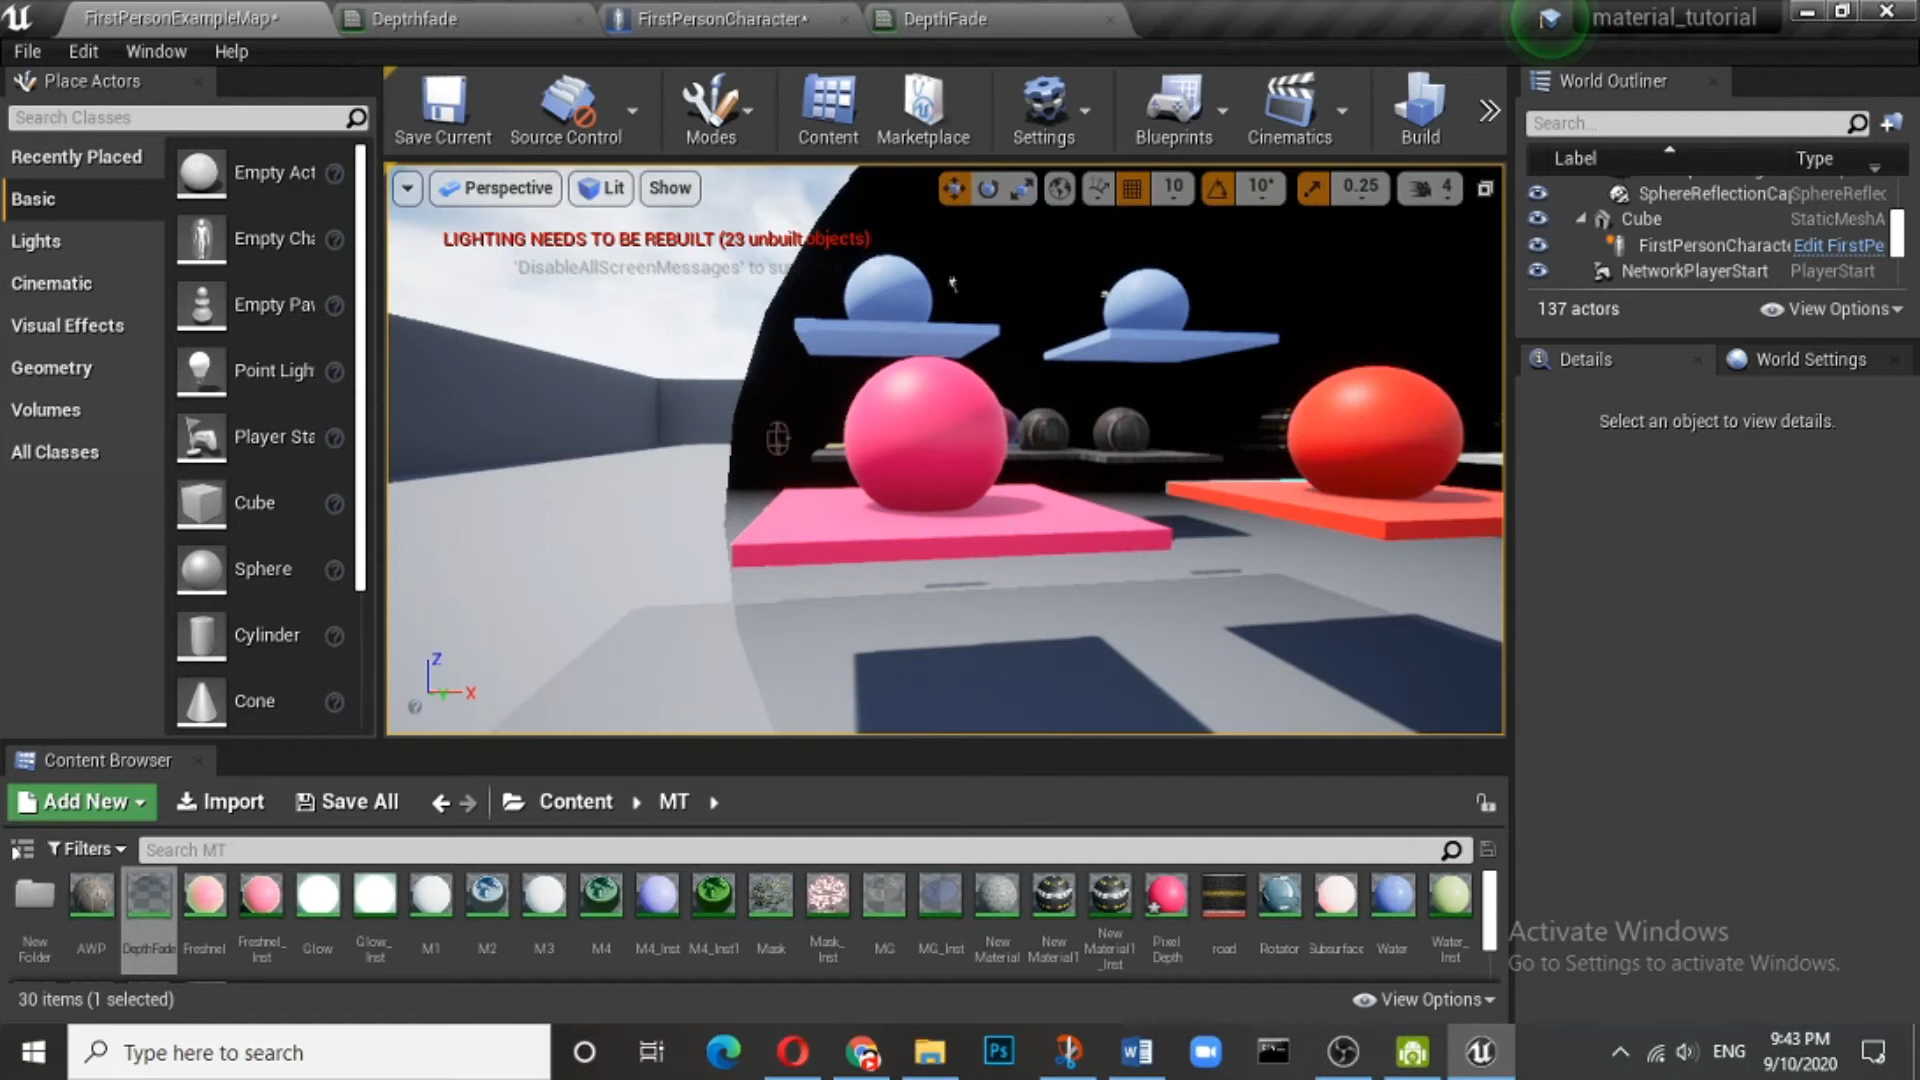 FirstPersonExampleMap*
Deptrhfade
FirstPersonCharacter*
DepthFade
material_tutorial
File Edit Window Help
Place Actors
Search Classes
Recently Placed
Basic
Lights
Cinematic
Visual Effects
Geometry
Volumes
All Classes
Empty Act
Empty Cha
Empty Pav
Point Ligh
Player Sta
Cube
Sphere
Cylinder
Cone
Save Current
Source Control
Modes
Content
Marketplace
Settings
Blueprints
Cinematics
Build
Perspective
Lit
Show
10
10°
0.25
4
LIGHTING NEEDS TO BE REBUILT (23 unbuilt objects)
'DisableAllScreenMessages' to su
Z
X
World Outliner
Search...
Label Type
SphereReflectionCap SphereReflec
Cube StaticMeshA
FirstPersonCharacte Edit FirstPe
NetworkPlayerStart PlayerStart
137 actors
View Options
Details
World Settings
Select an object to view details.
Content Browser
Add New
Import
Save All
Content
MT
Filters
Search MT
New Folder
AWP
DepthFade
Freshnel
Freshnel_Inst
Glow
Glow_Inst
M1
M2
M3
M4
M4_Inst
M4_Inst1
Mask
Mask_Inst
MG
MG_Inst
New Material
New Material1
New Material1_Inst
Pixel Depth
road
Rotator
Subsurface
Water
Water_Inst
30 items (1 selected)
View Options
Activate Windows
Go to Settings to activate Windows.
Type here to search
Ps
ENG
9:43 PM
9/10/2020